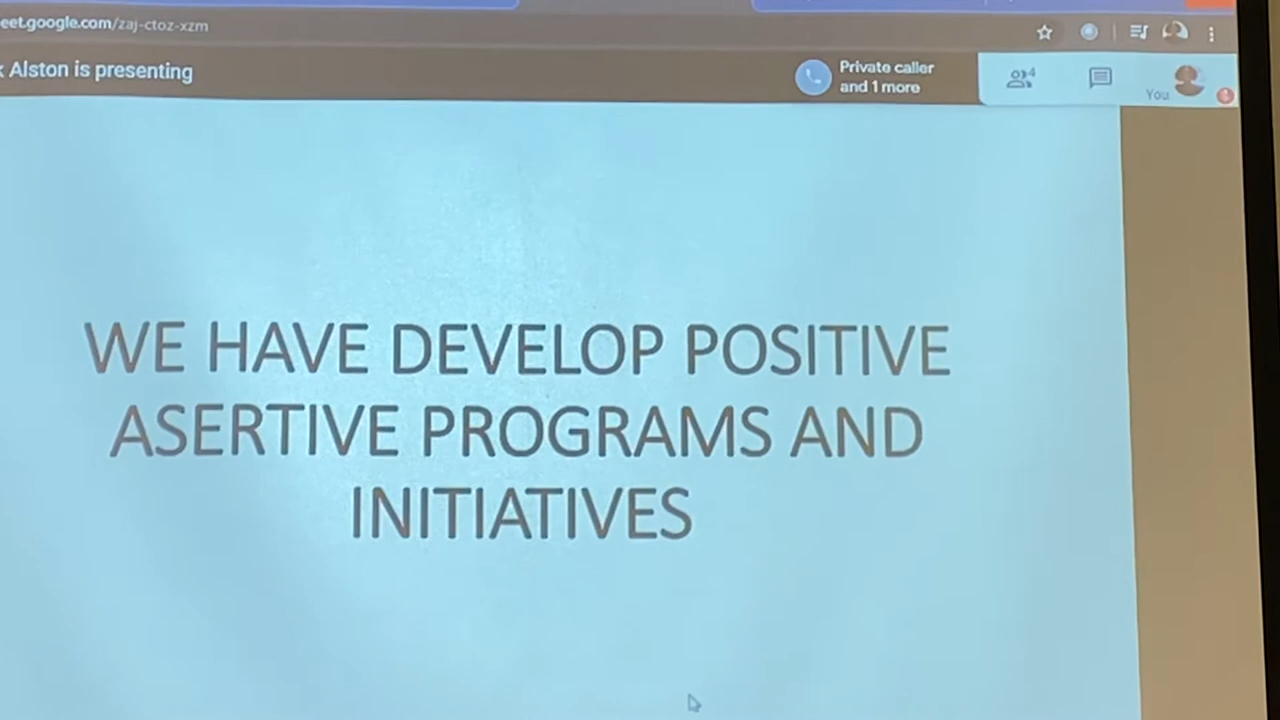 eet.google.com/zaj-ctoz-xzm
Alston is presenting
Private caller
and 1 more
4
You
WE HAVE DEVELOP POSITIVE
ASERTIVE PROGRAMS AND
INITIATIVES